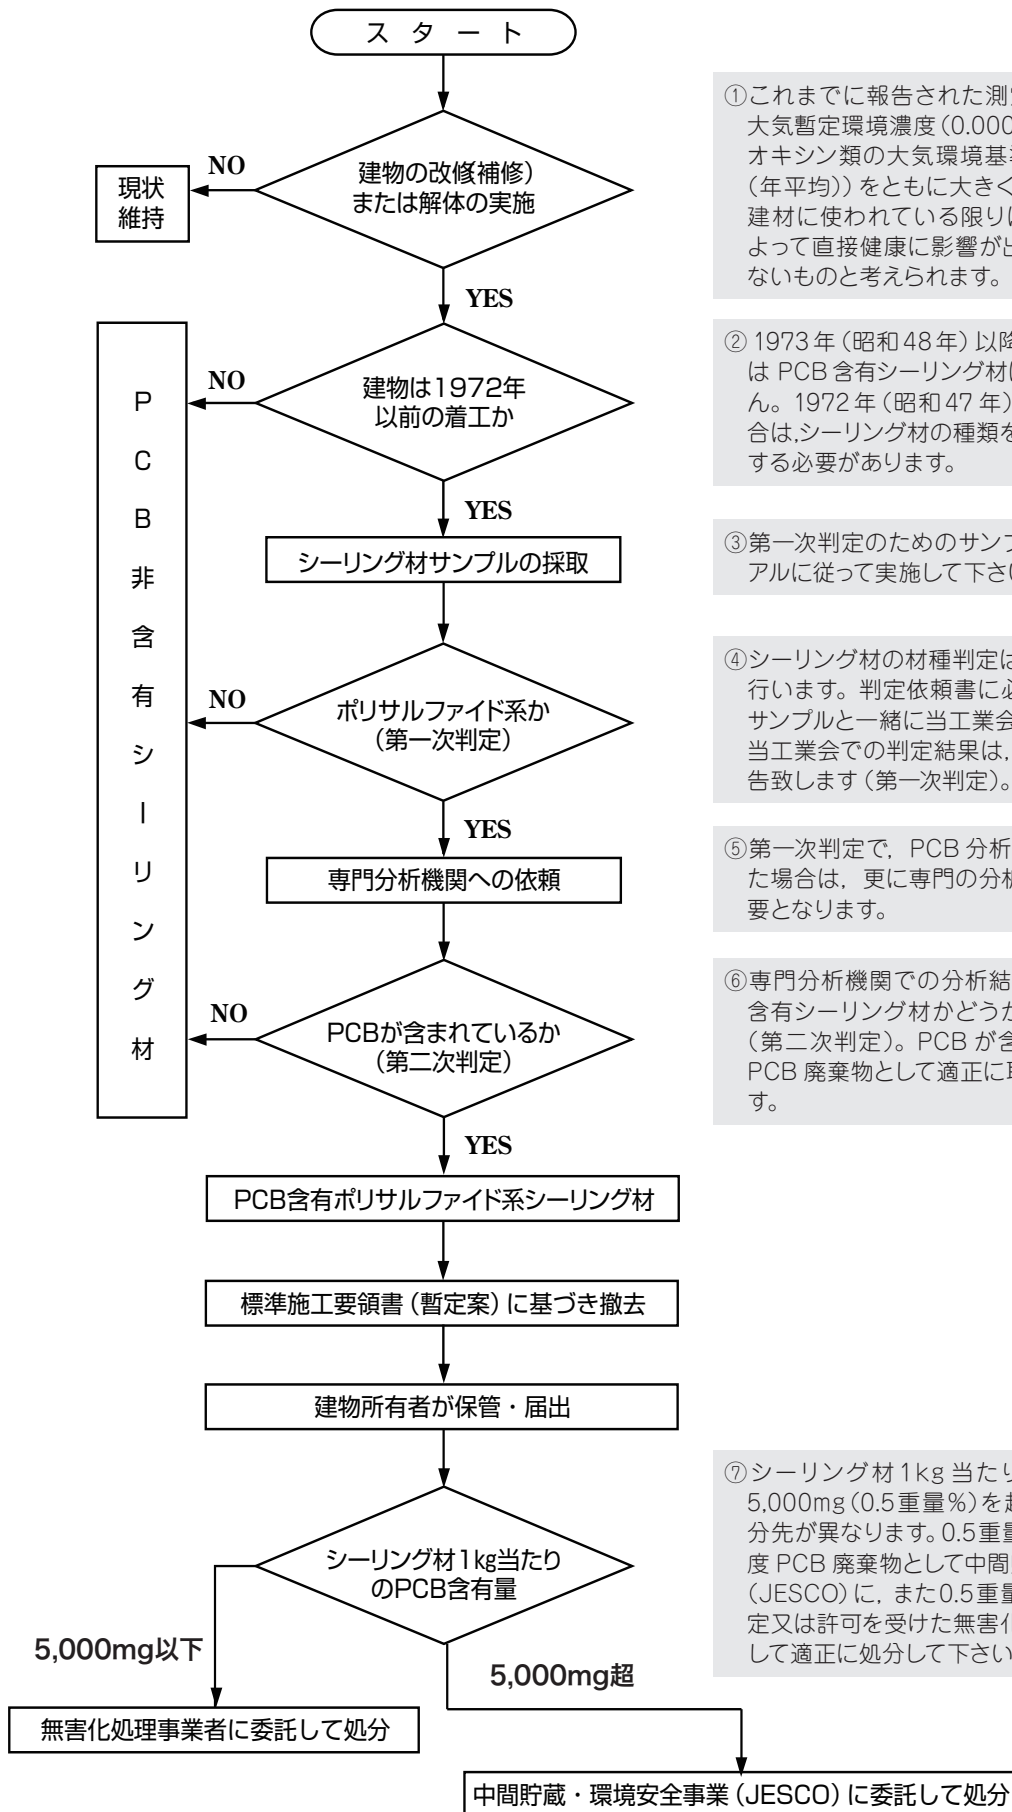 スタート
建物の改修(補修)
または解体の実施
NO
現状
維持
YES
建物は1972年
以前の着工か
NO
PCB非含有シーリング材
YES
シーリング材サンプルの採取
ポリサルファイド系か
(第一次判定)
NO
YES
専門分析機関への依頼
PCBが含まれているか
(第二次判定)
NO
YES
PCB含有ポリサルファイド系シーリング材
標準施工要領書(暫定案)に基づき撤去
建物所有者が保管・届出
シーリング材1kg当たり
のPCB含有量
5,000mg以下
5,000mg超
無害化処理事業者に委託して処分
中間貯蔵・環境安全事業(JESCO)に委託して処分
①これまでに報告された測
大気暫定環境濃度(0.000
オキシン類の大気環境基
(年平均))をともに大きく
建材に使われている限り
よって直接健康に影響が
ないものと考えられます。
②1973年(昭和48年)以降
は PCB含有シーリング材
ん。1972年(昭和47年)
合は,シーリング材の種類を
する必要があります。
③第一次判定のためのサンプ
アルに従って実施して下さ
④シーリング材の材種判定は
行います。判定依頼書に
サンプルと一緒に当工業会
当工業会での判定結果は,
告致します(第一次判定)。
⑤第一次判定で, PCB分析
た場合は, 更に専門の分
要となります。
⑥専門分析機関での分析結
含有シーリング材かどうか
(第二次判定)。PCBが
PCB廃棄物として適正に
す。
⑦シーリング材1kg当たり
5,000mg(0.5重量%)を
分先が異なります。0.5重量
度PCB廃棄物として中間
(JESCO)に, また0.5重量
定又は許可を受けた無害
して適正に処分して下さい